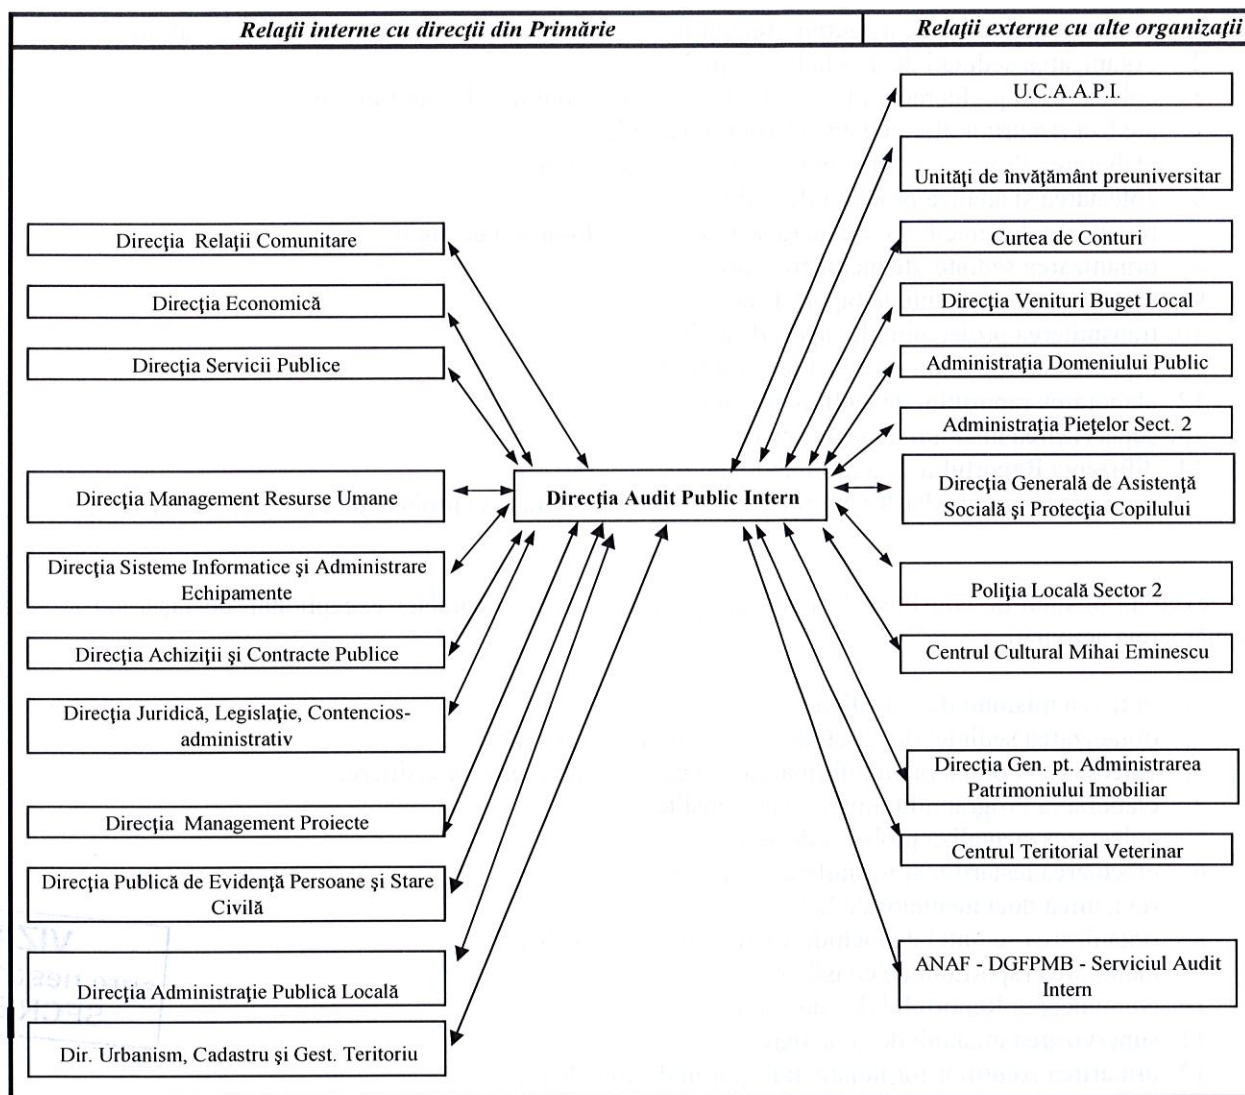 Relaţii interne cu direcţii din Primărie
Relaţii externe cu alte organizaţii
Direcţia Relaţii Comunitare
Direcţia Economică
Direcţia Servicii Publice
Direcţia Management Resurse Umane
Direcţia Sisteme Informatice şi Administrare
Echipamente
Direcţia Achiziţii şi Contracte Publice
Direcţia Juridică, Legislaţie, Contencios-
administrativ
Direcţia Management Proiecte
Direcţia Publică de Evidenţă Persoane şi Stare
Civilă
Direcţia Administraţie Publică Locală
Dir. Urbanism, Cadastru şi Gest. Teritoriu
Direcţia Audit Public Intern
U.C.A.A.P.I.
Unităţi de învăţământ preuniversitar
Curtea de Conturi
Direcţia Venituri Buget Local
Administraţia Domeniului Public
Administraţia Pieţelor Sect. 2
Direcţia Generală de Asistenţă
Socială şi Protecţia Copilului
Poliţia Locală Sector 2
Centrul Cultural Mihai Eminescu
Direcţia Gen. pt. Administrarea
Patrimoniului Imobiliar
Centrul Teritorial Veterinar
ANAF - DGFPMB - Serviciul Audit
Intern